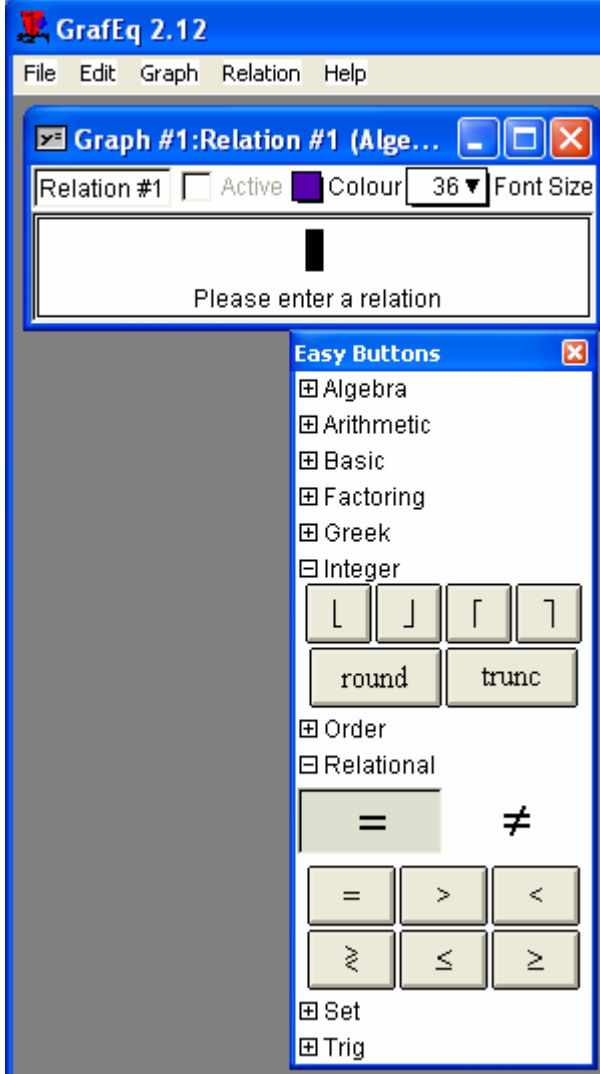 GrafEq 2.12
File Edit Graph Relation Help
Graph #1:Relation #1 (Alge...
Relation #1 Active Colour 36 ▼ Font Size
Please enter a relation
Easy Buttons
Algebra
Arithmetic
Basic
Factoring
Greek
Integer
⌊ ⌋ ⌈ ⌉
round trunc
Order
Relational
= ≠
= > <
≷ ≤ ≥
Set
Trig